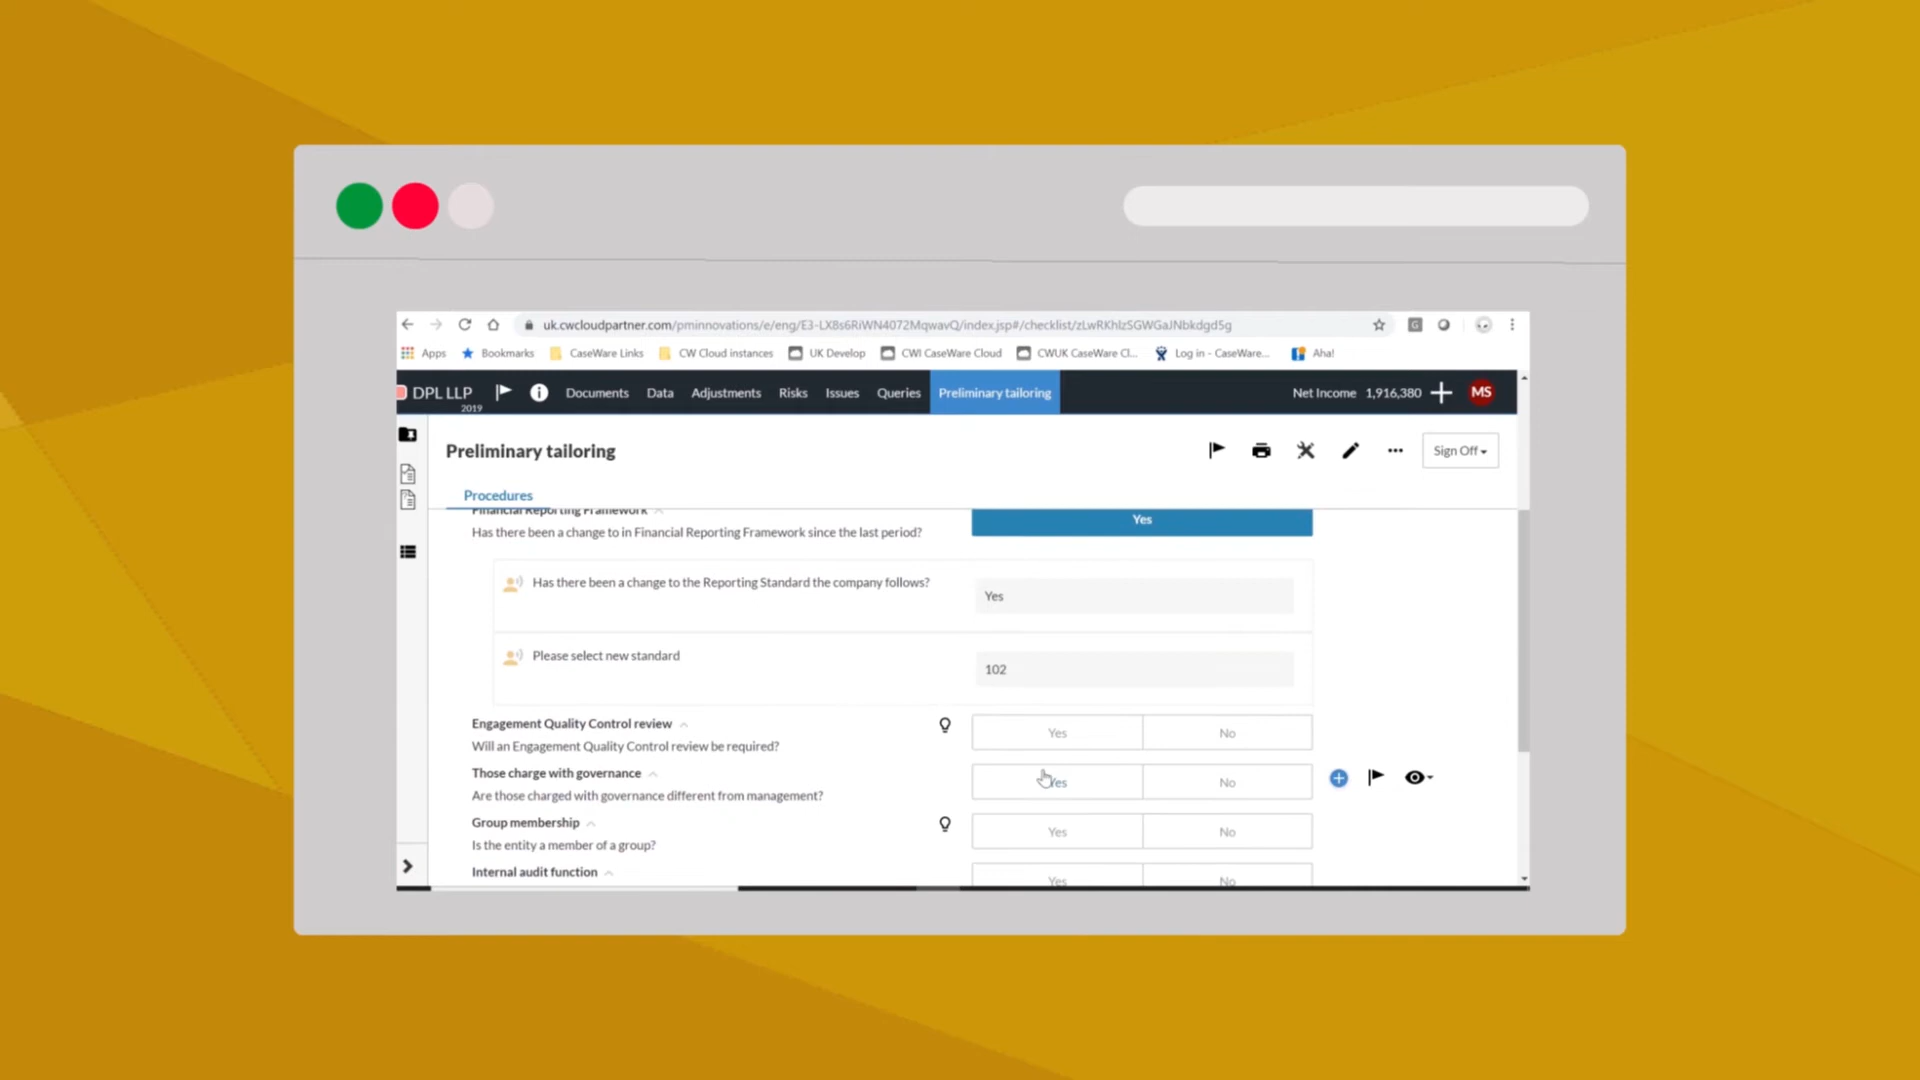 uk.cwcloudpartner.com/pminnovations/e/eng/E3-LX8s6RiWN4072MqwavQ/index.jsp#/checklist/zLwRKhlzSGWGaJNbkdgd5g
Apps Bookmarks CaseWare Links CW Cloud instances UK Develop CWI CaseWare Cloud CWUK CaseWare Cl... Log in - CaseWare... Aha!
DPL LLP Documents Data Adjustments Risks Issues Queries Preliminary tailoring Net Income 1,916,380 MS
2019
Preliminary tailoring Sign Off
Procedures
Financial Reporting Framework Yes
Has there been a change to in Financial Reporting Framework since the last period?
Has there been a change to the Reporting Standard the company follows?
Yes
Please select new standard
102
Engagement Quality Control review Yes No
Will an Engagement Quality Control review be required?
Those charge with governance Yes No
Are those charged with governance different from management?
Group membership Yes No
Is the entity a member of a group?
Internal audit function Yes No